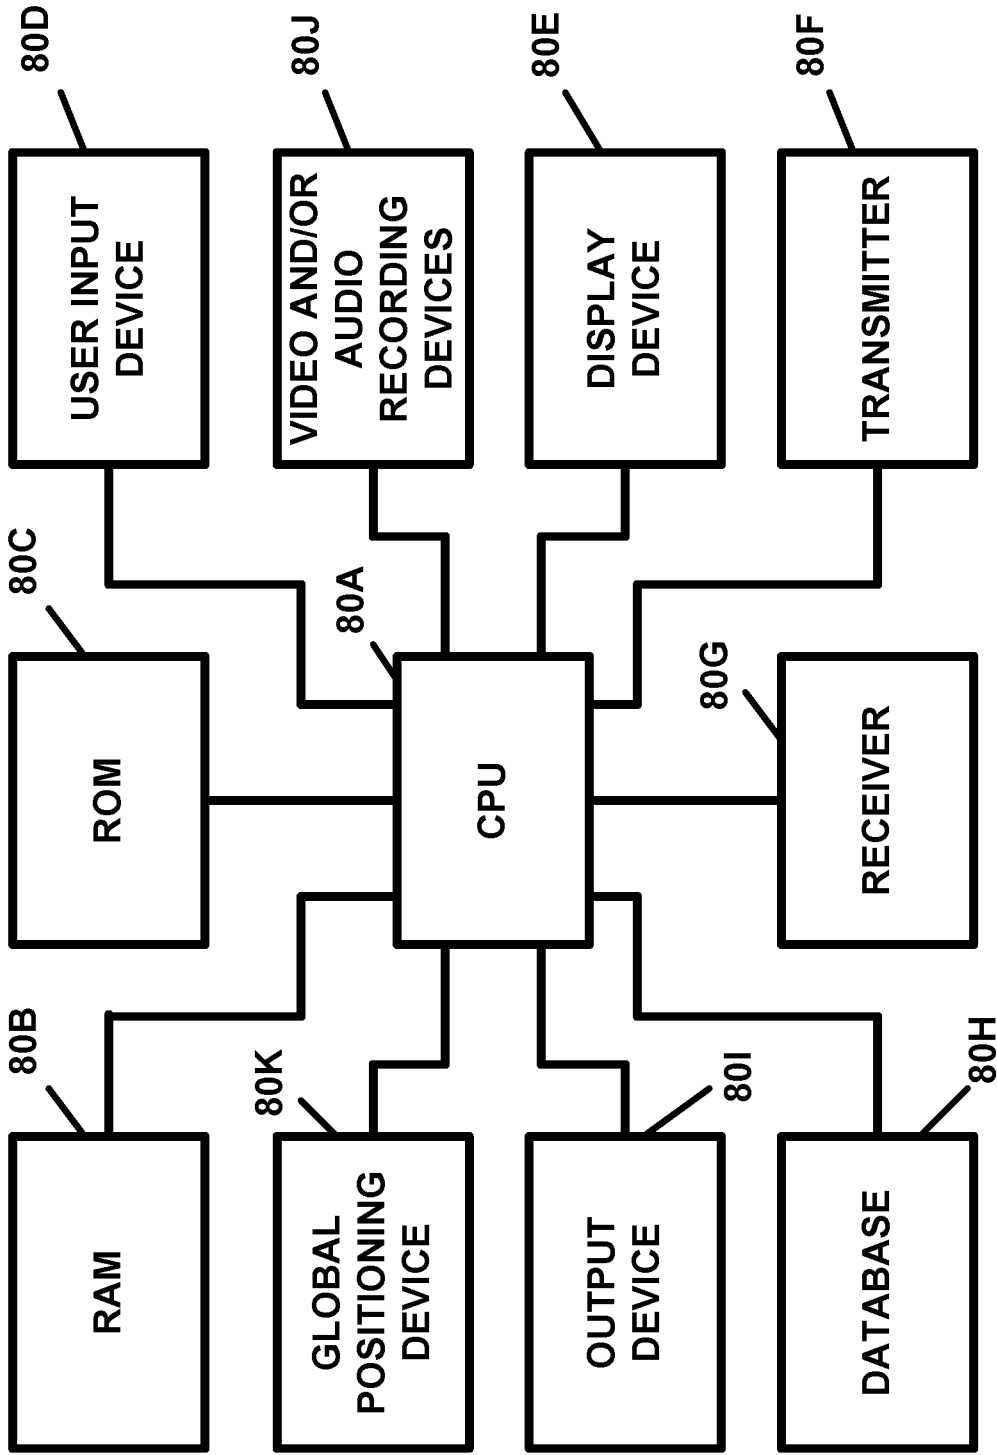 80B
RAM
80C
ROM
80D
USER INPUT
DEVICE
80K
GLOBAL
POSITIONING
DEVICE
80A
CPU
80J
VIDEO AND/OR
AUDIO
RECORDING
DEVICES
80I
OUTPUT
DEVICE
80E
DISPLAY
DEVICE
80H
DATABASE
80G
RECEIVER
80F
TRANSMITTER